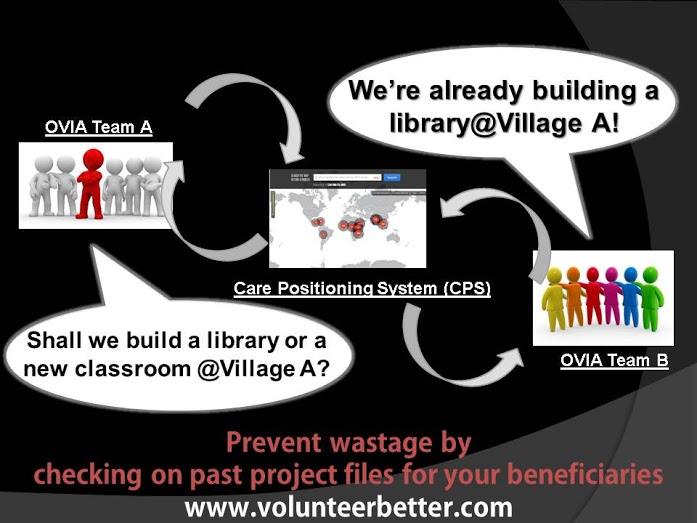 We're already building a
library@Village A!
OVIA Team A
Care Positioning System (CPS)
Shall we build a library or a
new classroom @Village A?
OVIA Team B
Prevent wastage by
checking on past project files for your beneficiaries
www.volunteerbetter.com